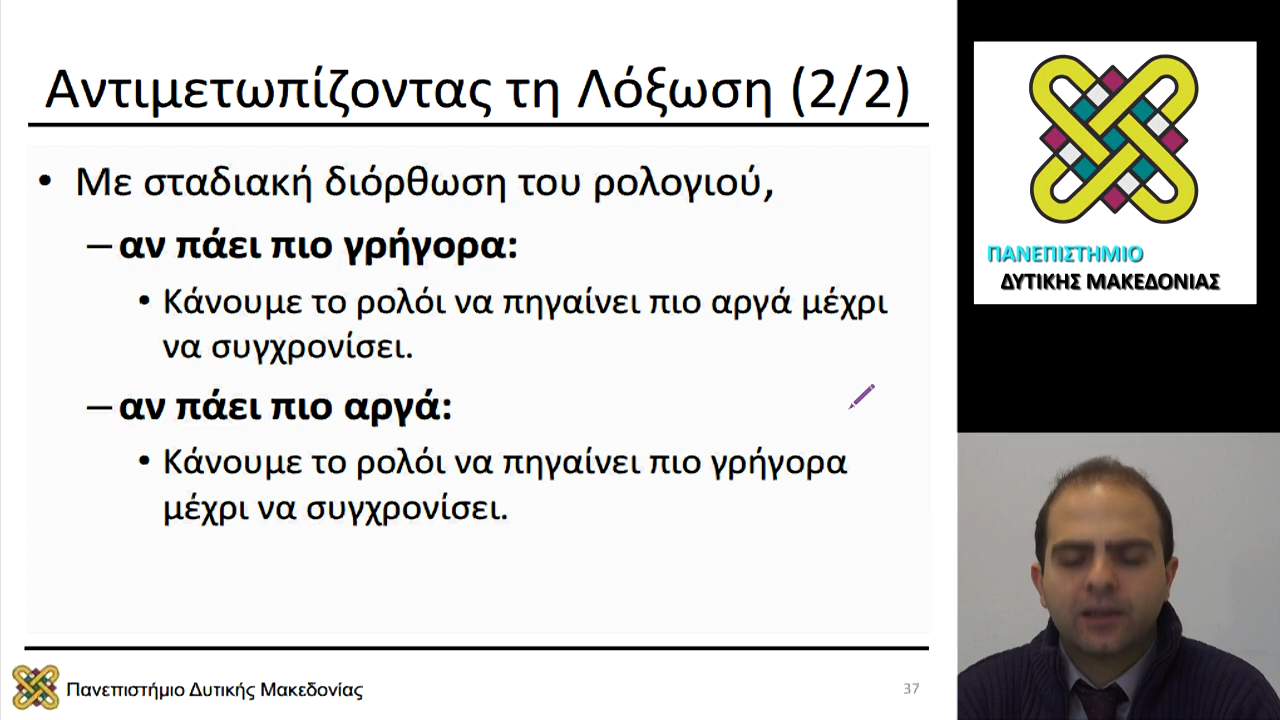 Αντιμετωπίζοντας τη Λόξωση (2/2)
• Με σταδιακή διόρθωση του ρολογιού,
– αν πάει πιο γρήγορα:
• Κάνουμε το ρολόι να πηγαίνει πιο αργά μέχρι
να συγχρονίσει.
– αν πάει πιο αργά:
• Κάνουμε το ρολόι να πηγαίνει πιο γρήγορα
μέχρι να συγχρονίσει.
Πανεπιστήμιο Δυτικής Μακεδονίας
37
ΠΑΝΕΠΙΣΤΗΜΙΟ
ΔΥΤΙΚΗΣ ΜΑΚΕΔΟΝΙΑΣ